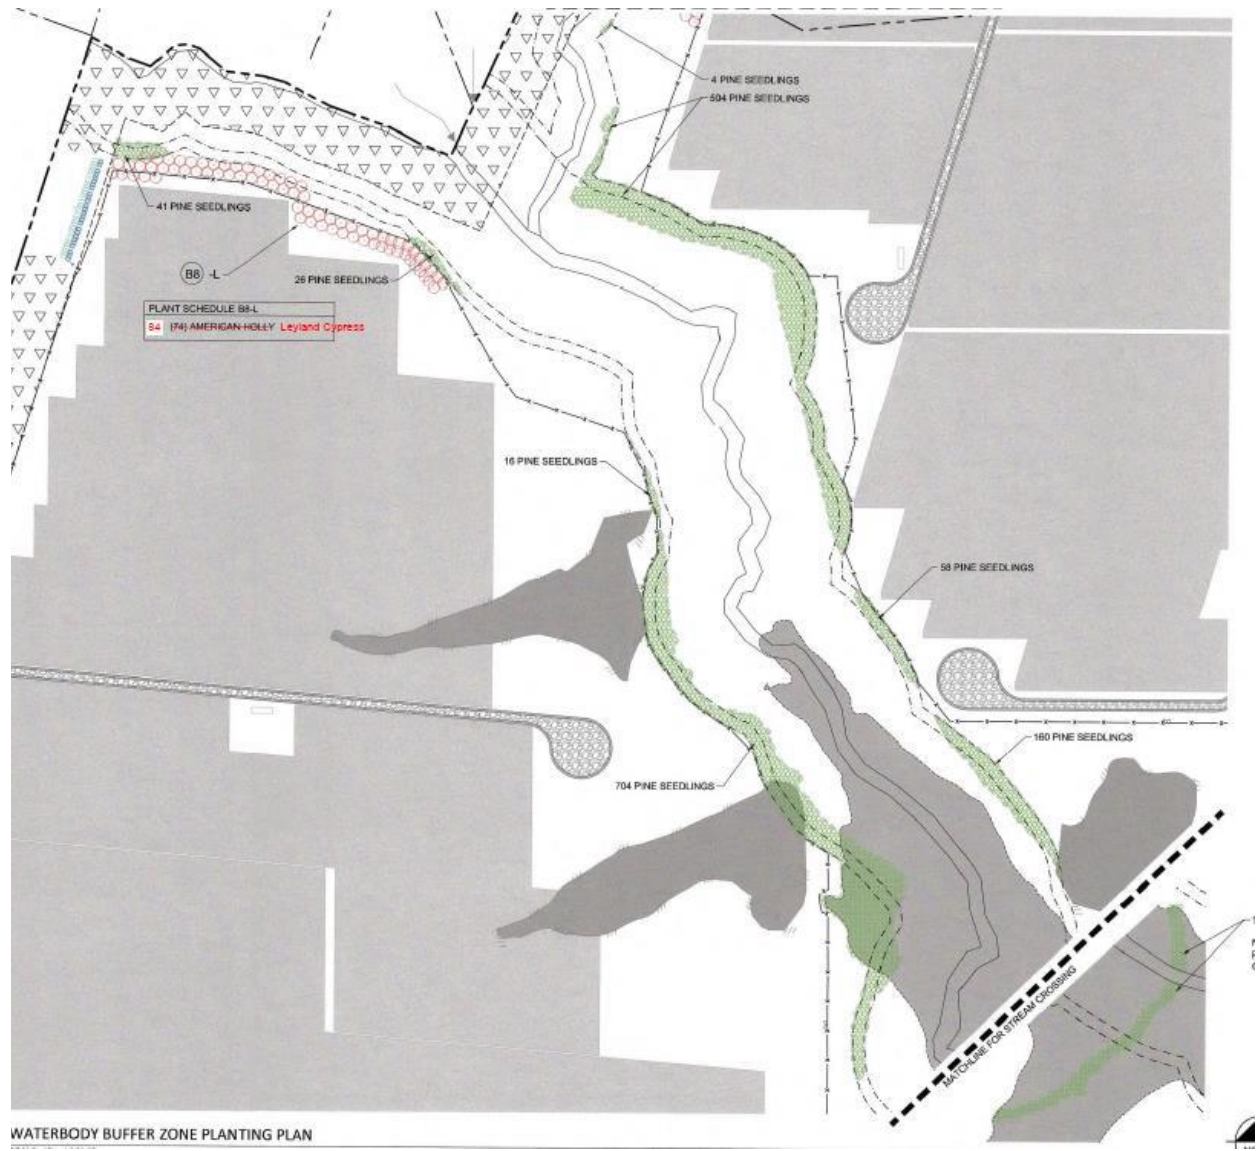 4 PINE SEEDLINGS
504 PINE SEEDLINGS
41 PINE SEEDLINGS
B8 -L
26 PINE SEEDLINGS
PLANT SCHEDULE B8-L
84 (74) AMERICAN HOLLY Leyland Cypress
16 PINE SEEDLINGS
58 PINE SEEDLINGS
160 PINE SEEDLINGS
704 PINE SEEDLINGS
MATCHLINE FOR STREAM CROSSING
WATERBODY BUFFER ZONE PLANTING PLAN